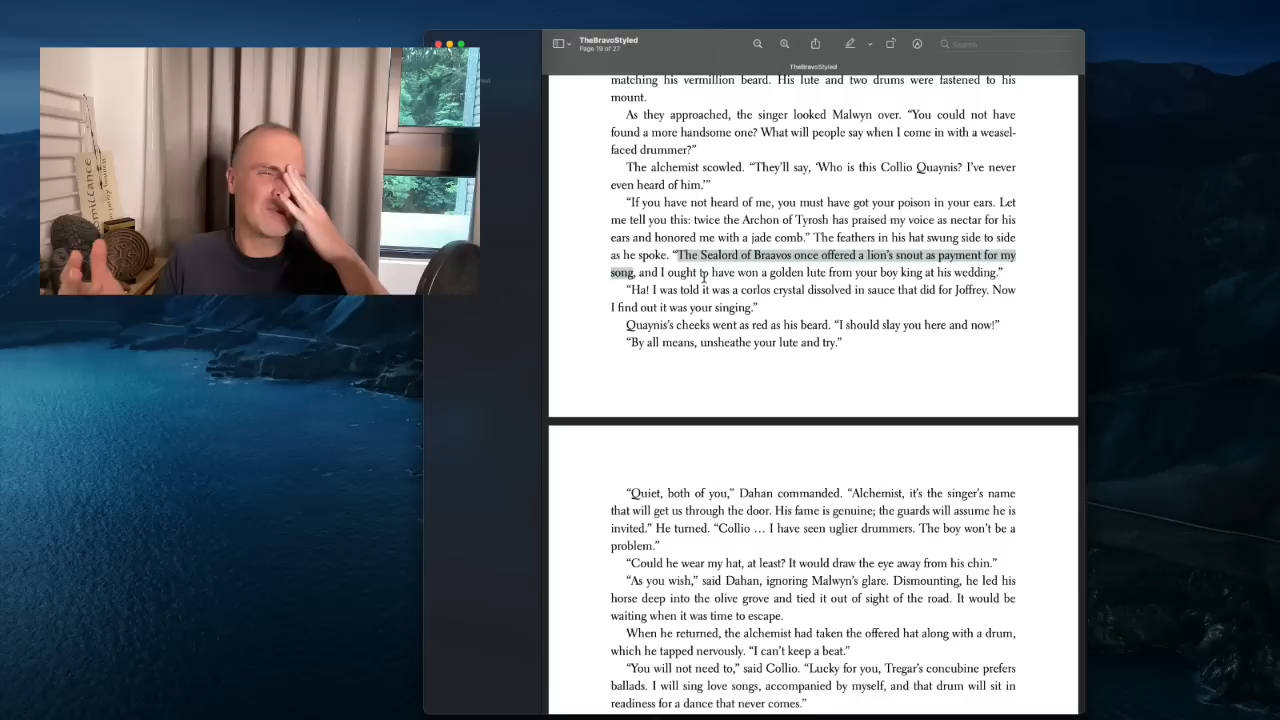 TheBravoStyled
Page 19 of 27
Search
TheBravoStyled
matching his vermillion beard. His lute and two drums were fastened to his
mount.
As they approached, the singer looked Malwyn over. “You could not have
found a more handsome one? What will people say when I come in with a weasel-
faced drummer?”
The alchemist scowled. “They’ll say, ‘Who is this Collio Quaynis? I’ve never
even heard of him.’”
“If you have not heard of me, you must have got your poison in your ears. Let
me tell you this: twice the Archon of Tyrosh has praised my voice as nectar for his
ears and honored me with a jade comb.” The feathers in his hat swung side to side
as he spoke. “The Sealord of Braavos once offered a lion’s snout as payment for my
song, and I ought to have won a golden lute from your boy king at his wedding.”
“Ha! I was told it was a corlos crystal dissolved in sauce that did for Joffrey. Now
I find out it was your singing.”
Quaynis’s cheeks went as red as his beard. “I should slay you here and now!”
“By all means, unsheathe your lute and try.”
“Quiet, both of you,” Dahan commanded. “Alchemist, it’s the singer’s name
that will get us through the door. His fame is genuine; the guards will assume he is
invited.” He turned. “Collio … I have seen uglier drummers. The boy won’t be a
problem.”
“Could he wear my hat, at least? It would draw the eye away from his chin.”
“As you wish,” said Dahan, ignoring Malwyn’s glare. Dismounting, he led his
horse deep into the olive grove and tied it out of sight of the road. It would be
waiting when it was time to escape.
When he returned, the alchemist had taken the offered hat along with a drum,
which he tapped nervously. “I can’t keep a beat.”
“You will not need to,” said Collio. “Lucky for you, Tregar’s concubine prefers
ballads. I will sing love songs, accompanied by myself, and that drum will sit in
readiness for a dance that never comes.”